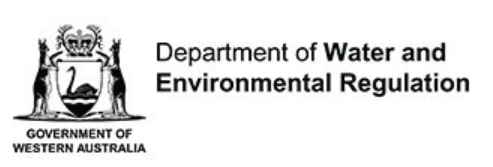 Department of Water and
Environmental Regulation
GOVERNMENT OF
WESTERN AUSTRALIA